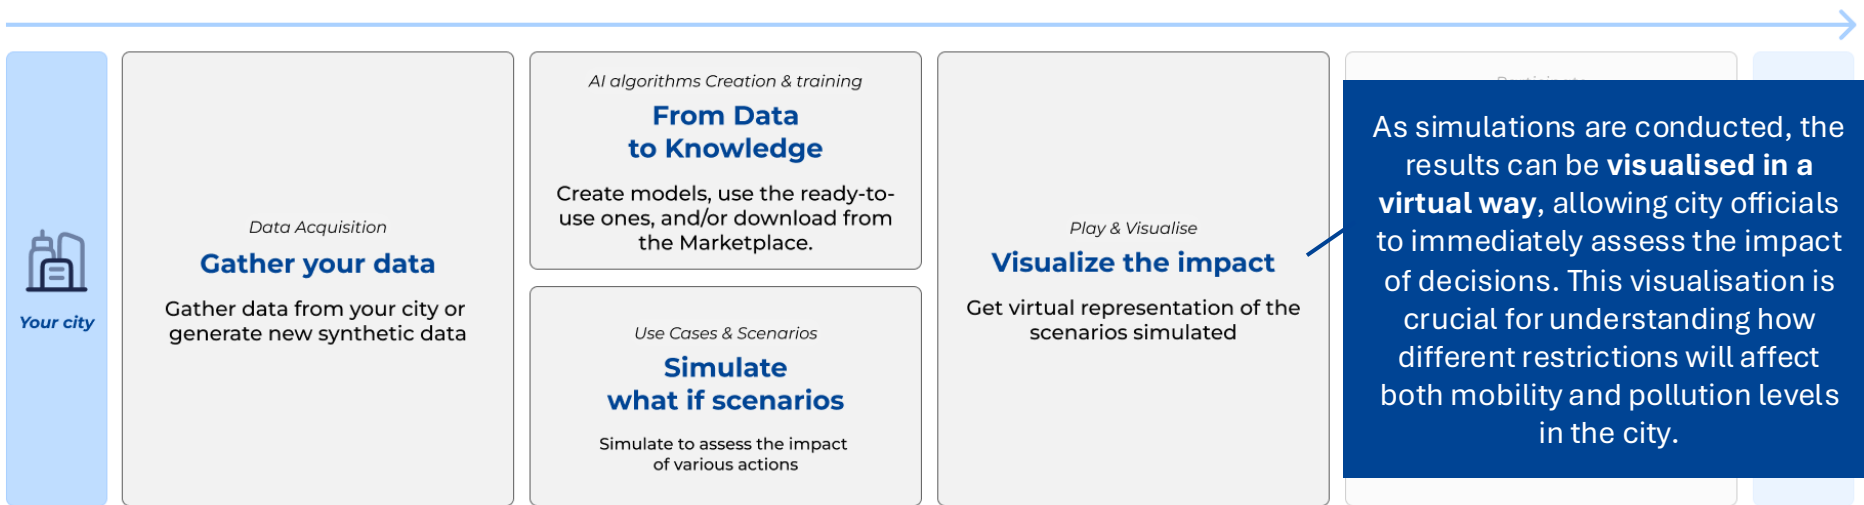 Your city
Data Acquisition
Gather your data
Gather data from your city or
generate new synthetic data
AI algorithms Creation & training
From Data
to Knowledge
Create models, use the ready-to-
use ones, and/or download from
the Marketplace.
Use Cases & Scenarios
Simulate
what if scenarios
Simulate to assess the impact
of various actions
Play & Visualise
Visualize the impact
Get virtual representation of the
scenarios simulated
As simulations are conducted, the
results can be visualised in a
virtual way, allowing city officials
to immediately assess the impact
of decisions. This visualisation is
crucial for understanding how
different restrictions will affect
both mobility and pollution levels
in the city.